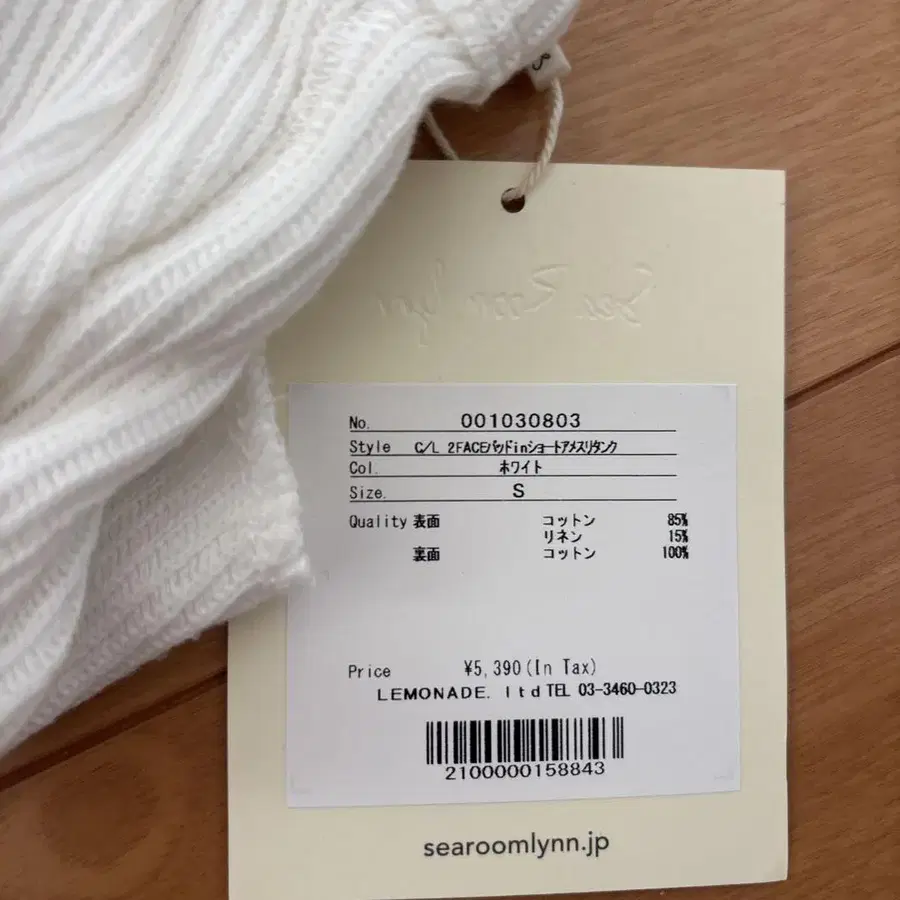 Sea Room lynn
No. 001030803
Style C/L 2FACEパッドinショートアメスリタンク
Col. ホワイト
Size. S
Quality 表面 コットン 85%
リネン 15%
裏面 コットン 100%
Price ¥5,390(In Tax)
LEMONADE. ltd TEL 03-3460-0323
2100000158843
searoomlynn.jp